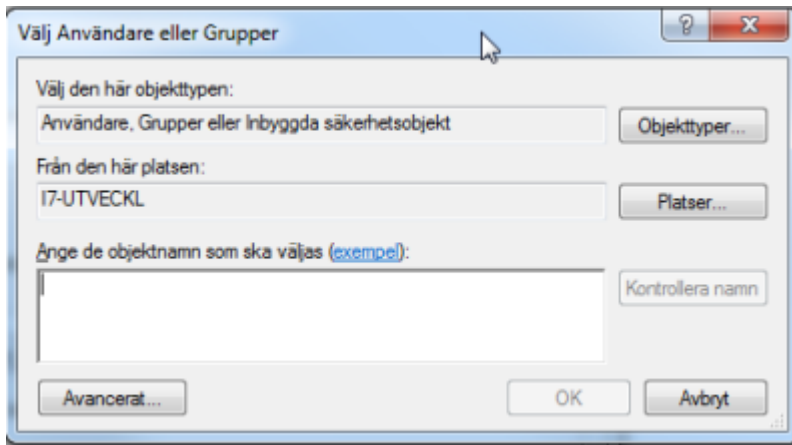 Välj Användare eller Grupper
Välj den här objekttypen:
Användare, Grupper eller Inbyggda säkerhetsobjekt
Objekttyper...
Från den här platsen:
I7-UTVECKL
Platser...
Ange de objektnamn som ska väljas (exempel):
Kontrollera namn
Avancerat...
OK
Avbryt